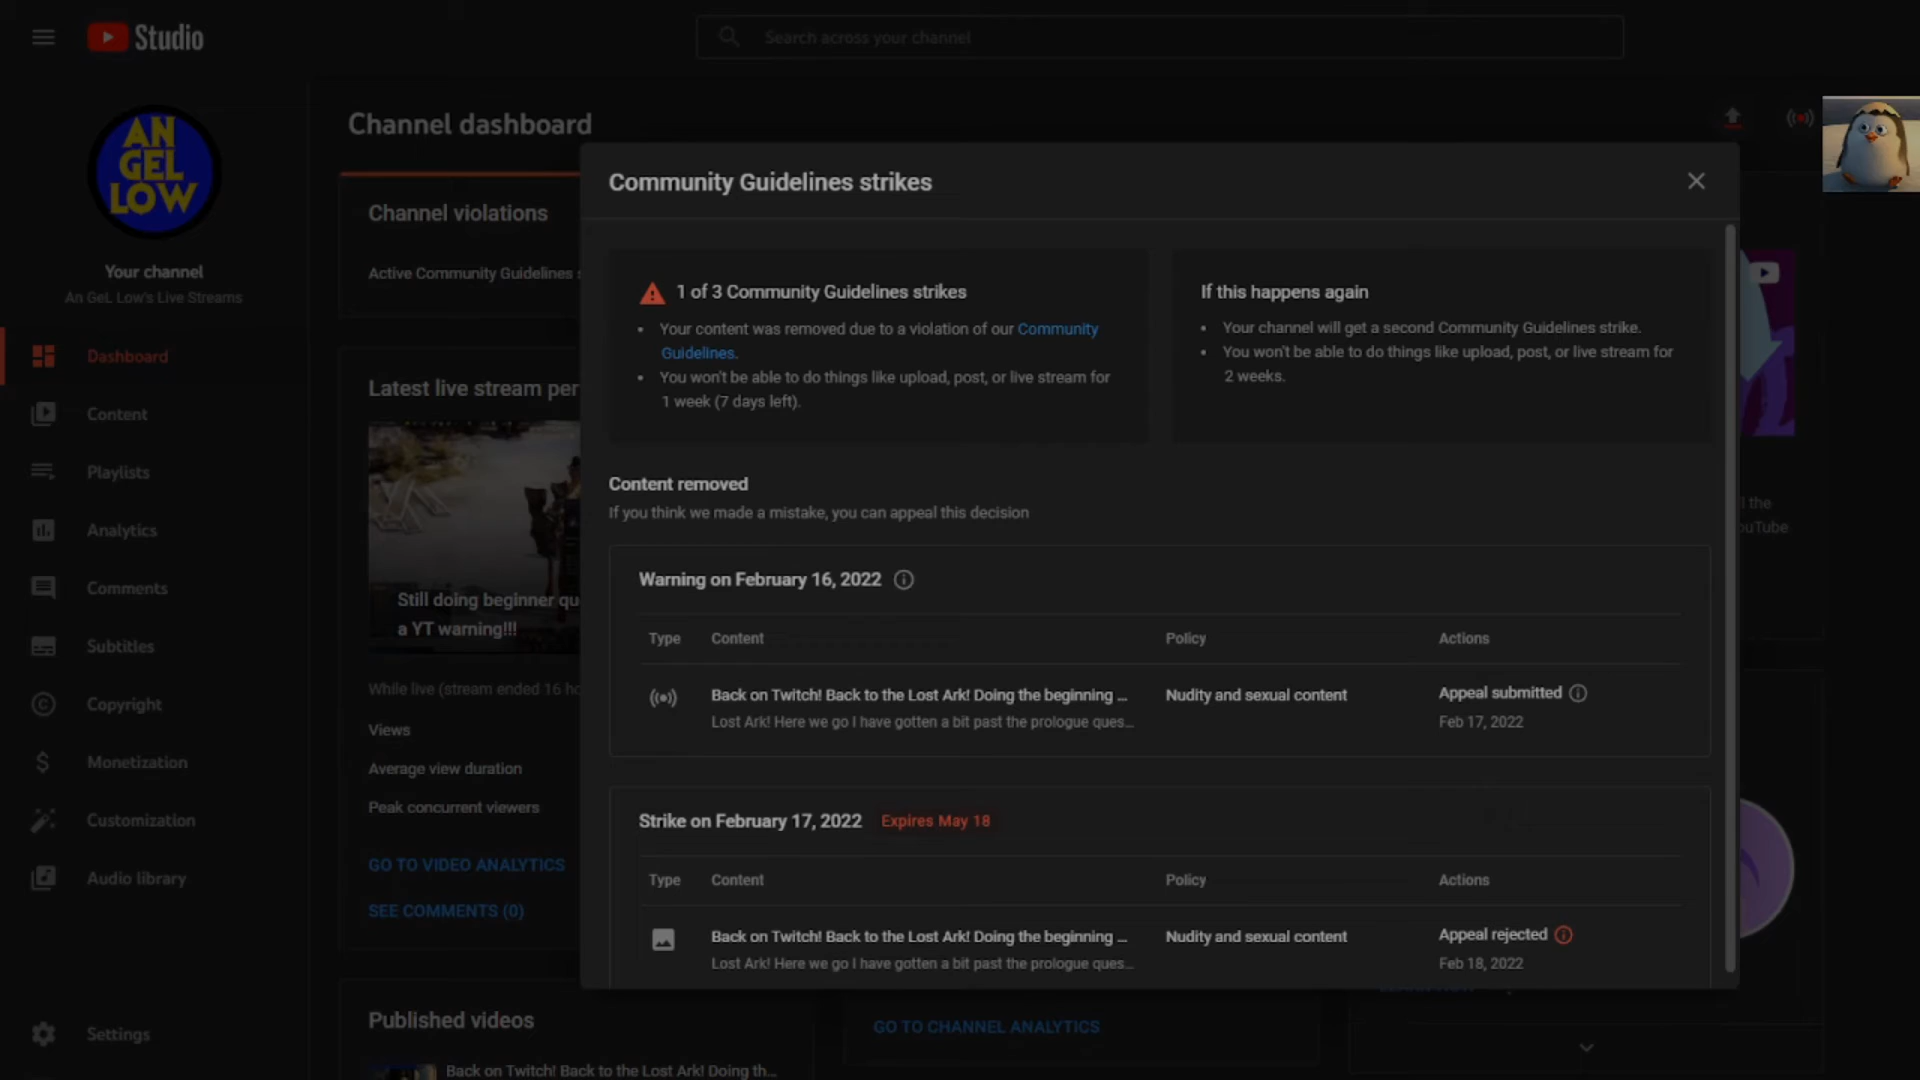 Studio
Search across your channel
AN
GEL
LOW
Your channel
An GeL Low's Live Streams
Dashboard
Content
Playlists
Analytics
Comments
Subtitles
Copyright
Monetization
Customization
Audio library
Settings
Channel dashboard
Channel violations
Active Community Guidelines
Latest live stream per
Still doing beginner qu
a YT warning!!!
While live (stream ended 16 ho
Views
Average view duration
Peak concurrent viewers
GO TO VIDEO ANALYTICS
SEE COMMENTS (0)
Published videos
Back on Twitch! Back to the Lost Ark! Doing th...
GO TO CHANNEL ANALYTICS
Community Guidelines strikes
1 of 3 Community Guidelines strikes
• Your content was removed due to a violation of our Community
Guidelines.
• You won't be able to do things like upload, post, or live stream for
1 week (7 days left).
If this happens again
• Your channel will get a second Community Guidelines strike.
• You won't be able to do things like upload, post, or live stream for
2 weeks.
Content removed
If you think we made a mistake, you can appeal this decision
Warning on February 16, 2022
Type Content Policy Actions
Back on Twitch! Back to the Lost Ark! Doing the beginning ... Nudity and sexual content Appeal submitted
Lost Ark! Here we go I have gotten a bit past the prologue ques... Feb 17, 2022
Strike on February 17, 2022 Expires May 18
Type Content Policy Actions
Back on Twitch! Back to the Lost Ark! Doing the beginning ... Nudity and sexual content Appeal rejected
Lost Ark! Here we go I have gotten a bit past the prologue ques... Feb 18, 2022
the
ouTube